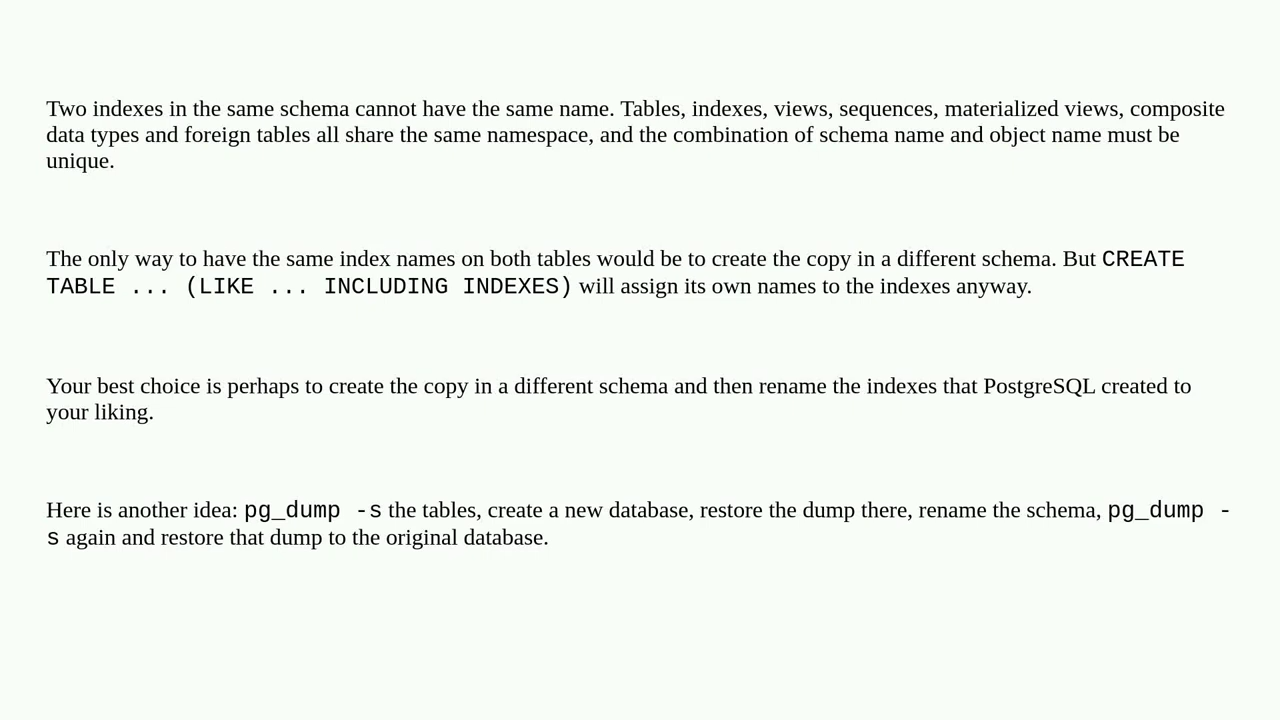 Two indexes in the same schema cannot have the same name. Tables, indexes, views, sequences, materialized views, composite
data types and foreign tables all share the same namespace, and the combination of schema name and object name must be
unique.
The only way to have the same index names on both tables would be to create the copy in a different schema. But CREATE
TABLE ... (LIKE ... INCLUDING INDEXES) will assign its own names to the indexes anyway.
Your best choice is perhaps to create the copy in a different schema and then rename the indexes that PostgreSQL created to
your liking.
Here is another idea: pg_dump -s the tables, create a new database, restore the dump there, rename the schema, pg_dump -
s again and restore that dump to the original database.